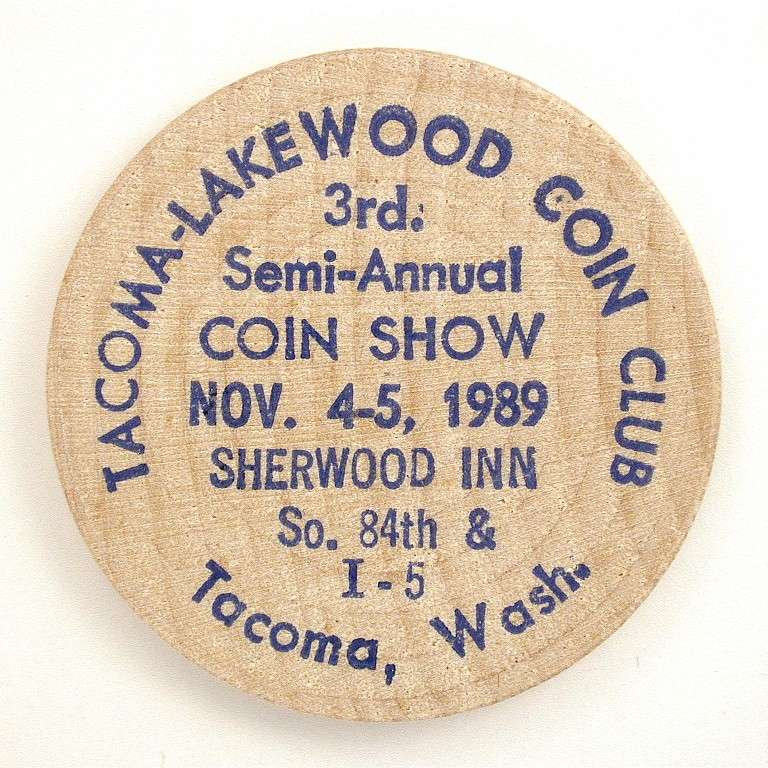 TACOMA-LAKEWOOD COIN CLUB
3rd.
Semi-Annual
COIN SHOW
NOV. 4-5, 1989
SHERWOOD INN
So. 84th &
I-5
Tacoma, Wash.